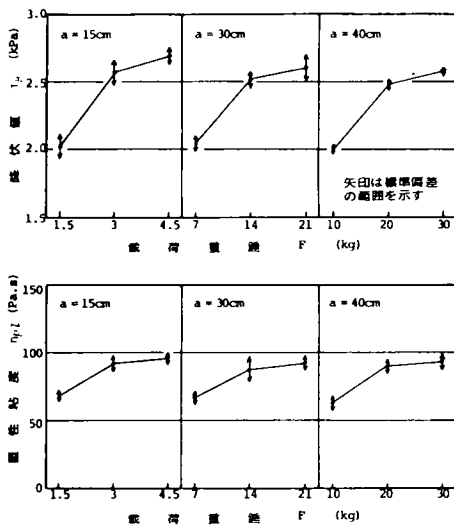 3.0
2.5
2.0
1.5
降伏値 τy (kPa)
a = 15cm
a = 30cm
a = 40cm
矢印は標準偏差
の範囲を示す
1.5 3 4.5 7 14 21 10 20 30
載荷重錘 F (kg)
150
100
50
0
塑性粘度 ηpl (Pa.s)
a = 15cm
a = 30cm
a = 40cm
1.5 3 4.5 7 14 21 10 20 30
載荷重錘 F (kg)